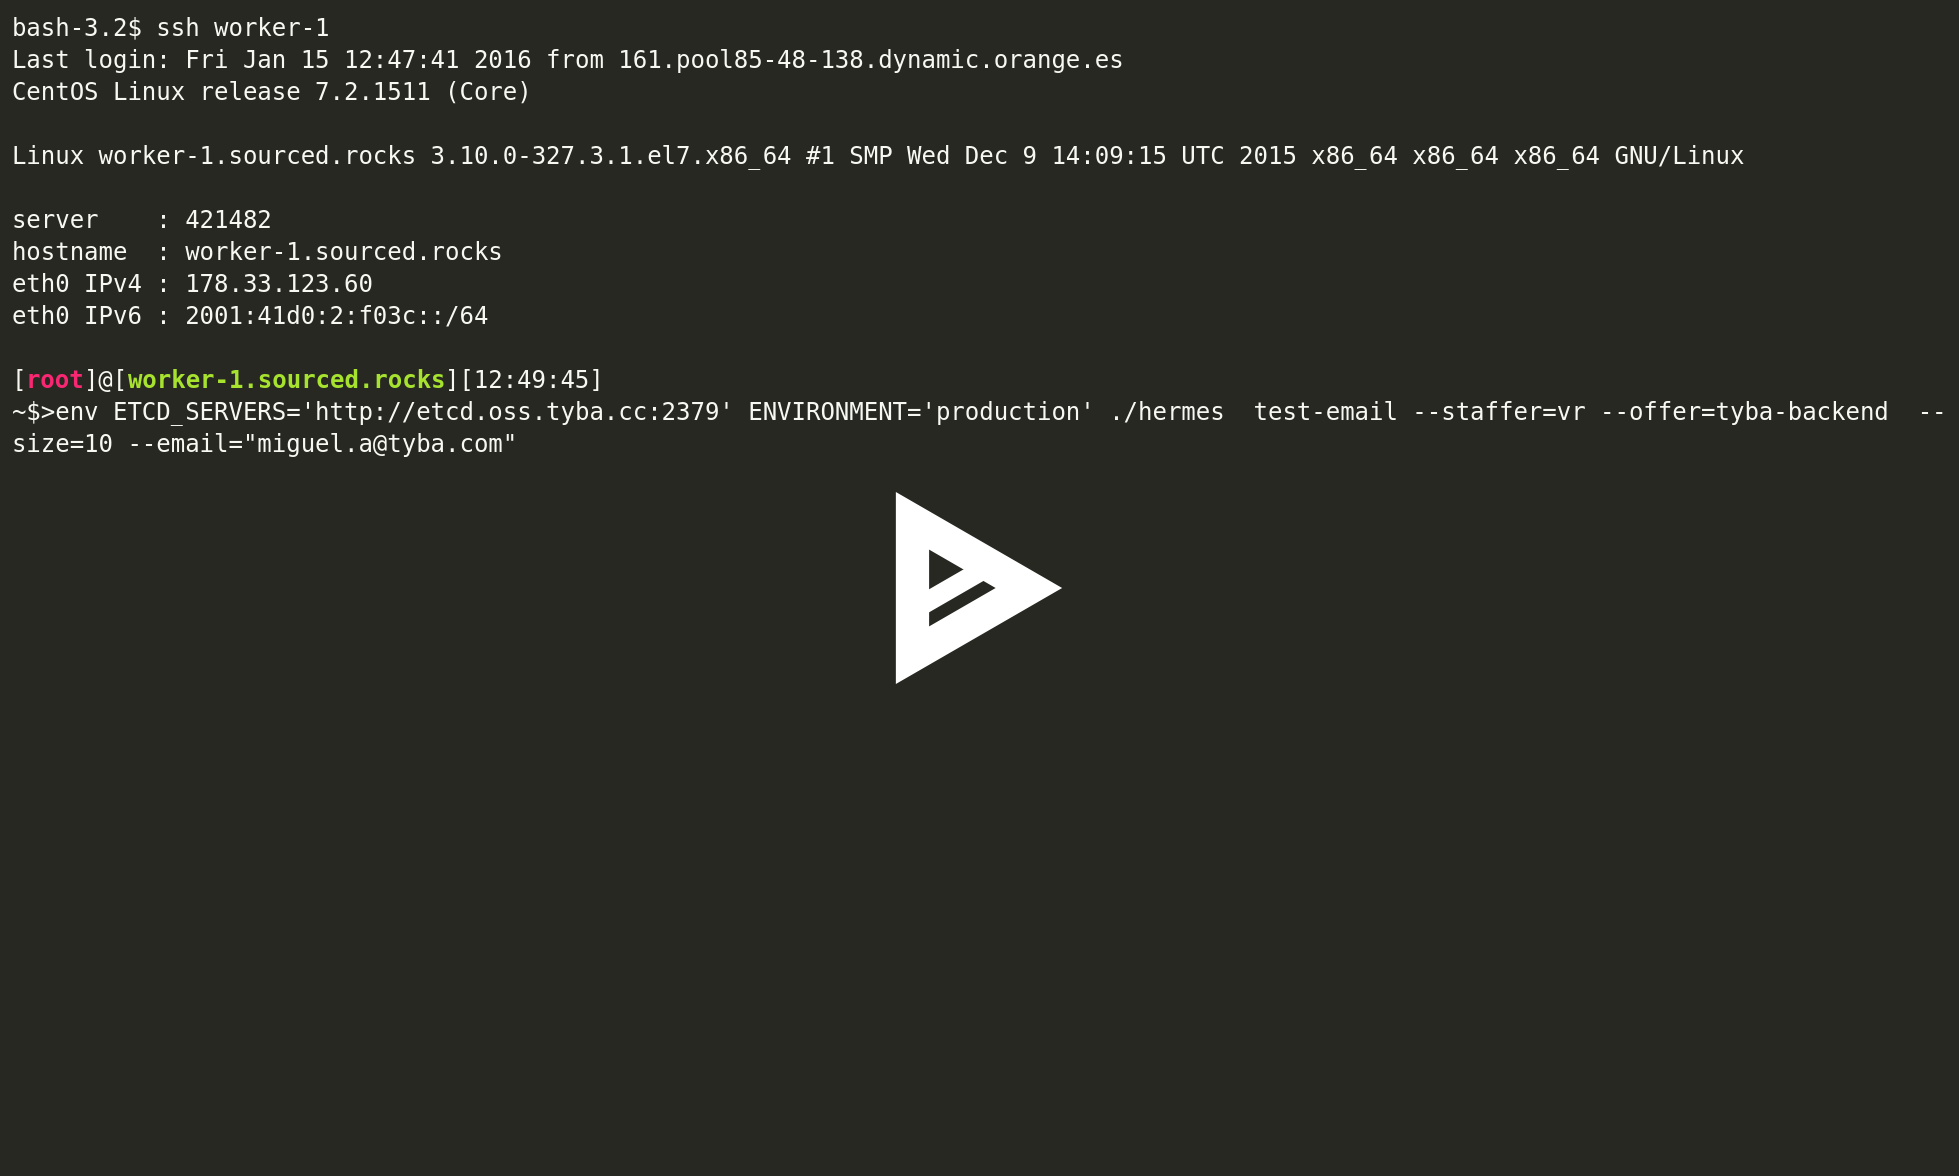 bash-3.2$ ssh worker-1
Last login: Fri Jan 15 12:47:41 2016 from 161.pool85-48-138.dynamic.orange.es
CentOS Linux release 7.2.1511 (Core)
Linux worker-1.sourced.rocks 3.10.0-327.3.1.el7.x86_64 #1 SMP Wed Dec 9 14:09:15 UTC 2015 x86_64 x86_64 x86_64 GNU/Linux
server    : 421482
hostname  : worker-1.sourced.rocks
eth0 IPv4 : 178.33.123.60
eth0 IPv6 : 2001:41d0:2:f03c::/64
[root]@[worker-1.sourced.rocks][12:49:45]
~$>env ETCD_SERVERS='http://etcd.oss.tyba.cc:2379' ENVIRONMENT='production' ./hermes  test-email --staffer=vr --offer=tyba-backend  --
size=10 --email="miguel.a@tyba.com"